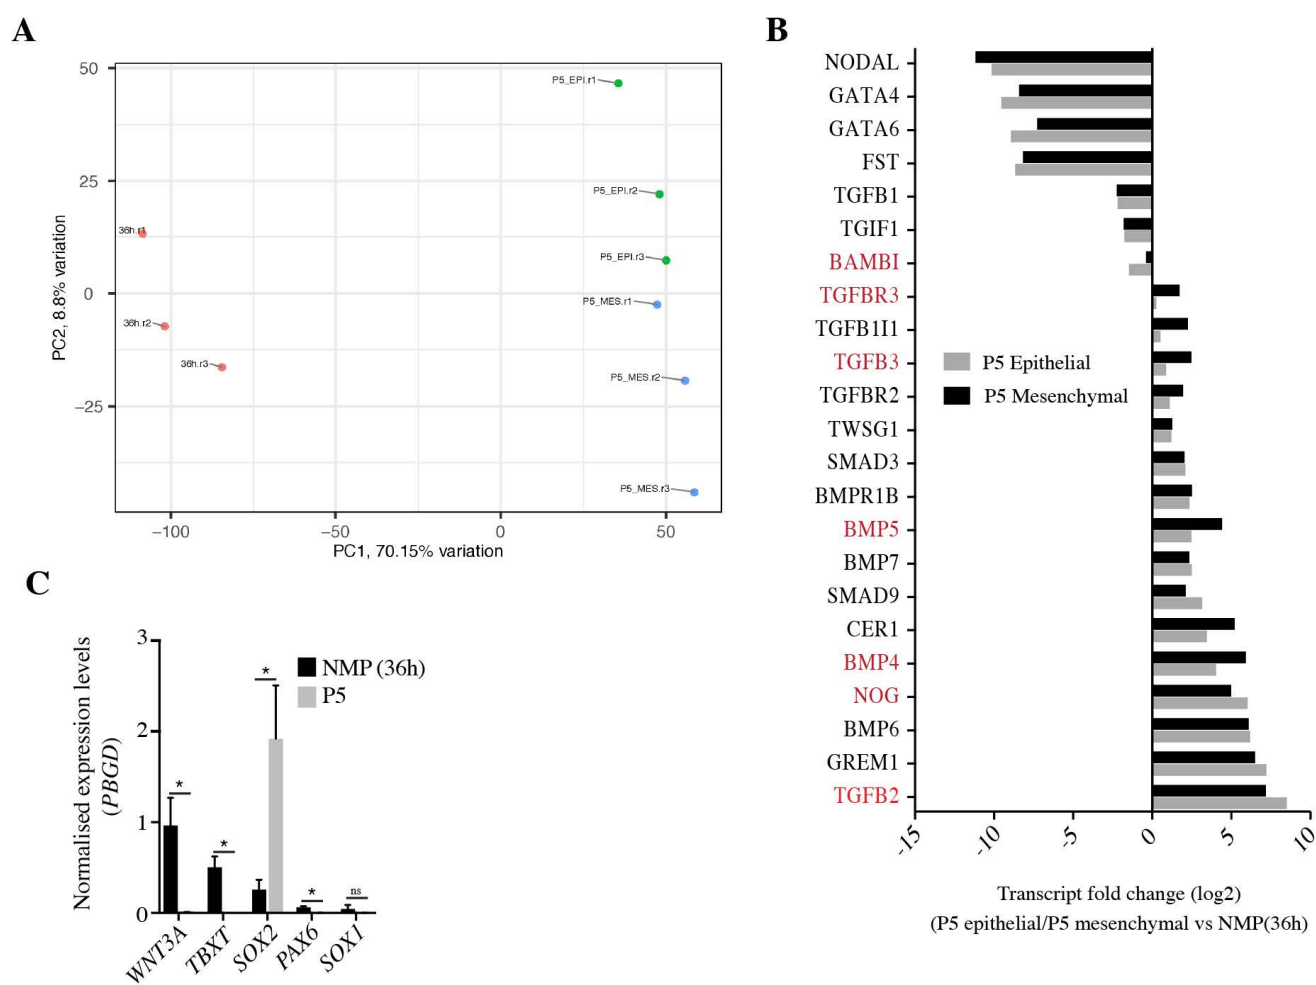 A
50
25
0
−25
PC2, 8.8% variation
P5_EPI.r1
P5_EPI.r2
P5_EPI.r3
P5_MES.r1
P5_MES.r2
P5_MES.r3
36h.r1
36h.r2
36h.r3
−100
−50
0
50
PC1, 70.15% variation
B
NODAL
GATA4
GATA6
FST
TGFB1
TGIF1
BAMBI
TGFBR3
TGFB1I1
TGFB3
TGFBR2
TWSG1
SMAD3
BMPR1B
BMP5
BMP7
SMAD9
CER1
BMP4
NOG
BMP6
GREM1
TGFB2
P5 Epithelial
P5 Mesenchymal
-15
-10
-5
0
5
10
Transcript fold change (log2)
(P5 epithelial/P5 mesenchymal vs NMP(36h)
C
Normalised expression levels
(PBGD)
3
2
1
0
NMP (36h)
P5
*
*
*
*
ns
WNT3A
TBXT
SOX2
PAX6
SOX1